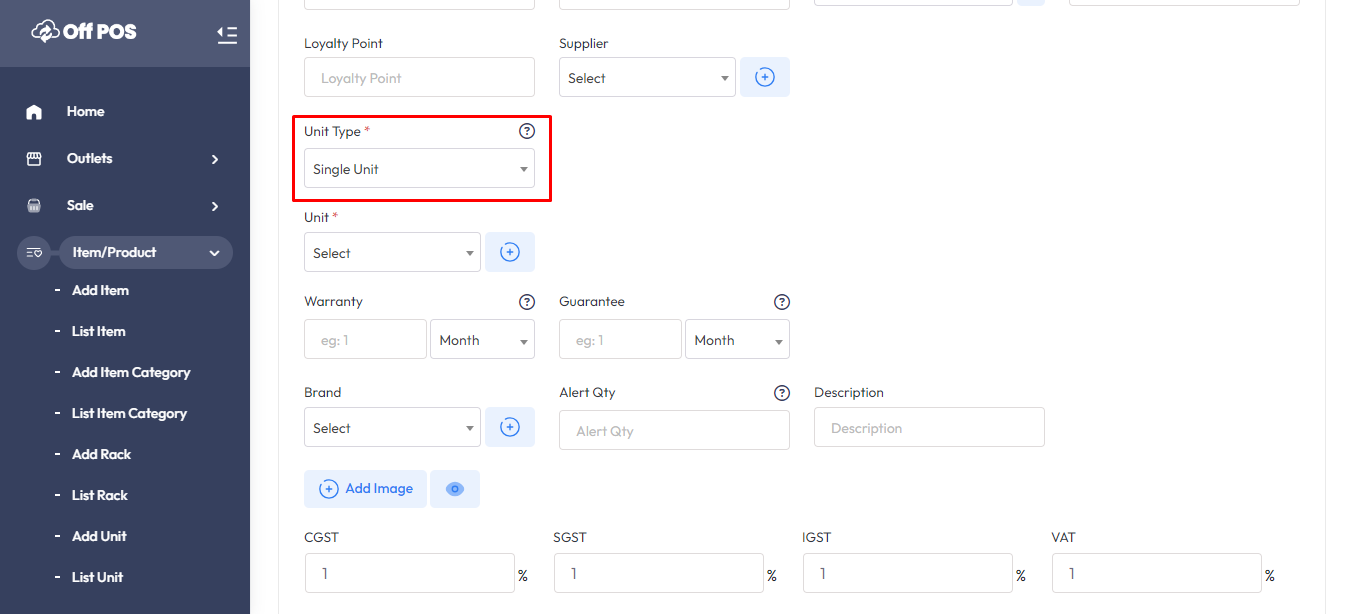 Off POS
Home
Outlets
Sale
Item/Product
- Add Item
- List Item
- Add Item Category
- List Item Category
- Add Rack
- List Rack
- Add Unit
- List Unit
Loyalty Point
Supplier
Loyalty Point
Select
Unit Type *
?
Single Unit
Unit *
Select
Warranty
?
Guarantee
?
eg: 1
Month
eg: 1
Month
Brand
Alert Qty
?
Description
Select
Alert Qty
Description
Add Image
CGST
SGST
IGST
VAT
1 %
1 %
1 %
1 %